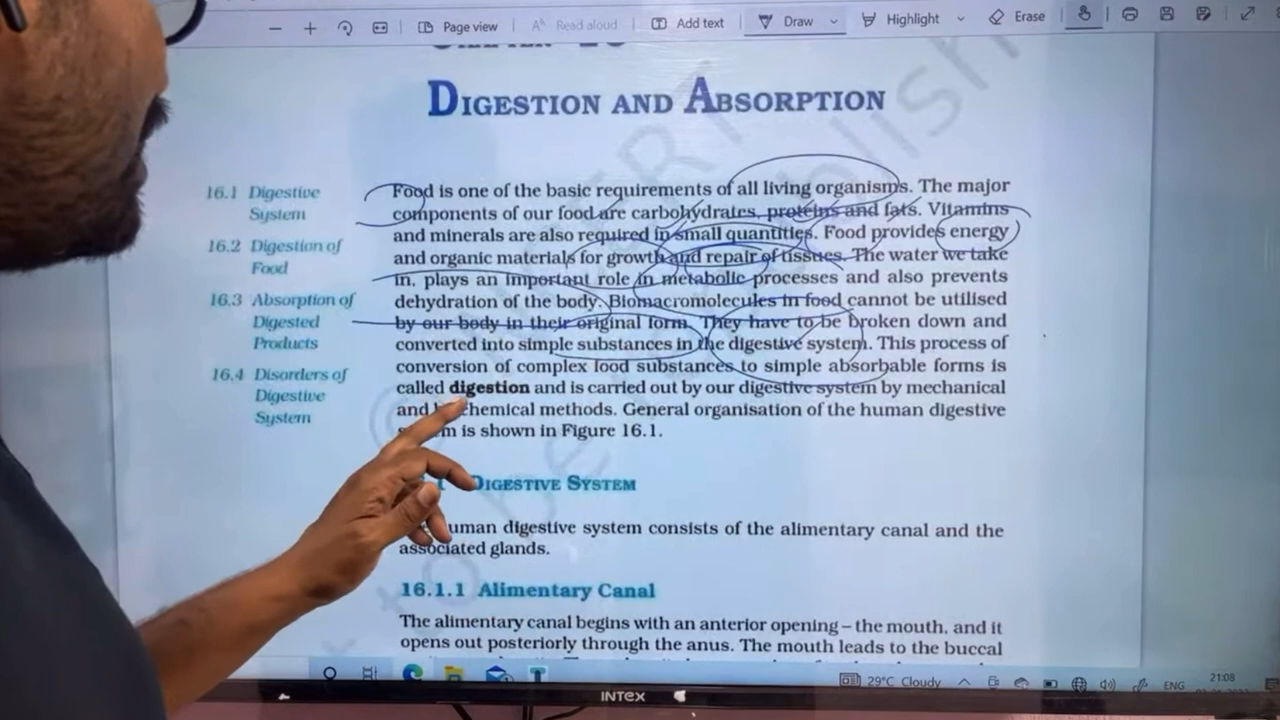 Page view
Read aloud
Add text
Draw
Highlight
Erase
DIGESTION AND ABSORPTION
16.1 Digestive
System
16.2 Digestion of
Food
16.3 Absorption of
Digested
Products
16.4 Disorders of
Digestive
System
Food is one of the basic requirements of all living organisms. The major
components of our food are carbohydrates, proteins and fats. Vitamins
and minerals are also required in small quantities. Food provides energy
and organic materials for growth and repair of tissues. The water we take
in, plays an important role in metabolic processes and also prevents
dehydration of the body. Biomacromolecules in food cannot be utilised
by our body in their original form. They have to be broken down and
converted into simple substances in the digestive system. This process of
conversion of complex food substances to simple absorbable forms is
called digestion and is carried out by our digestive system by mechanical
and chemical methods. General organisation of the human digestive
is shown in Figure 16.1.
DIGESTIVE SYSTEM
uman digestive system consists of the alimentary canal and the
associated glands.
16.1.1 Alimentary Canal
The alimentary canal begins with an anterior opening – the mouth, and it
opens out posteriorly through the anus. The mouth leads to the buccal
29°C Cloudy
ENG
21:08
INTEX